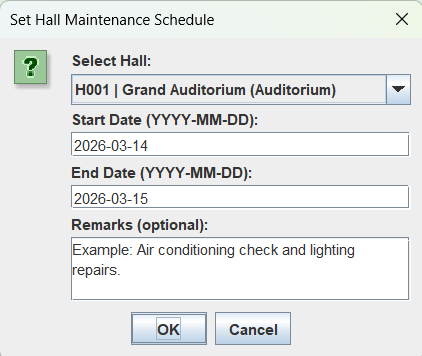 Set Hall Maintenance Schedule
?
Select Hall:
H001 | Grand Auditorium (Auditorium)
Start Date (YYYY-MM-DD):
2026-03-14
End Date (YYYY-MM-DD):
2026-03-15
Remarks (optional):
Example: Air conditioning check and lighting
repairs.
OK Cancel